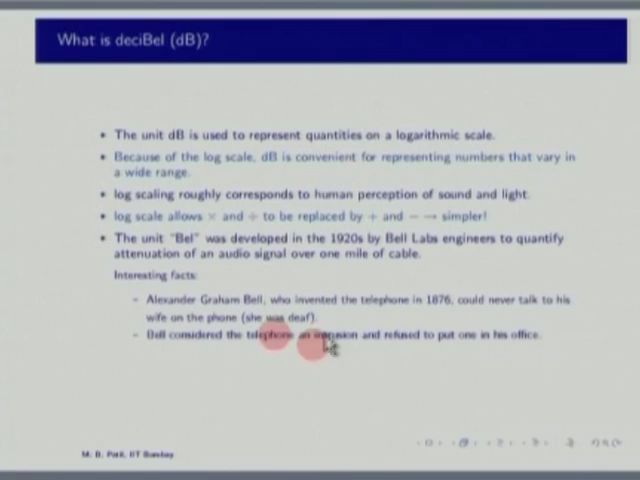 What is deciBel (dB)?
• The unit dB is used to represent quantities on a logarithmic scale.
• Because of the log scale, dB is convenient for representing numbers that vary in
a wide range.
• log scaling roughly corresponds to human perception of sound and light.
• log scale allows × and ÷ to be replaced by + and − → simpler!
• The unit "Bel" was developed in the 1920s by Bell Labs engineers to quantify
attenuation of an audio signal over one mile of cable.
Interesting facts:
– Alexander Graham Bell, who invented the telephone in 1876, could never talk to his
wife on the phone (she was deaf).
– Bell considered the telephone an intrusion and refused to put one in his office.
M. B. Patil, IIT Bombay